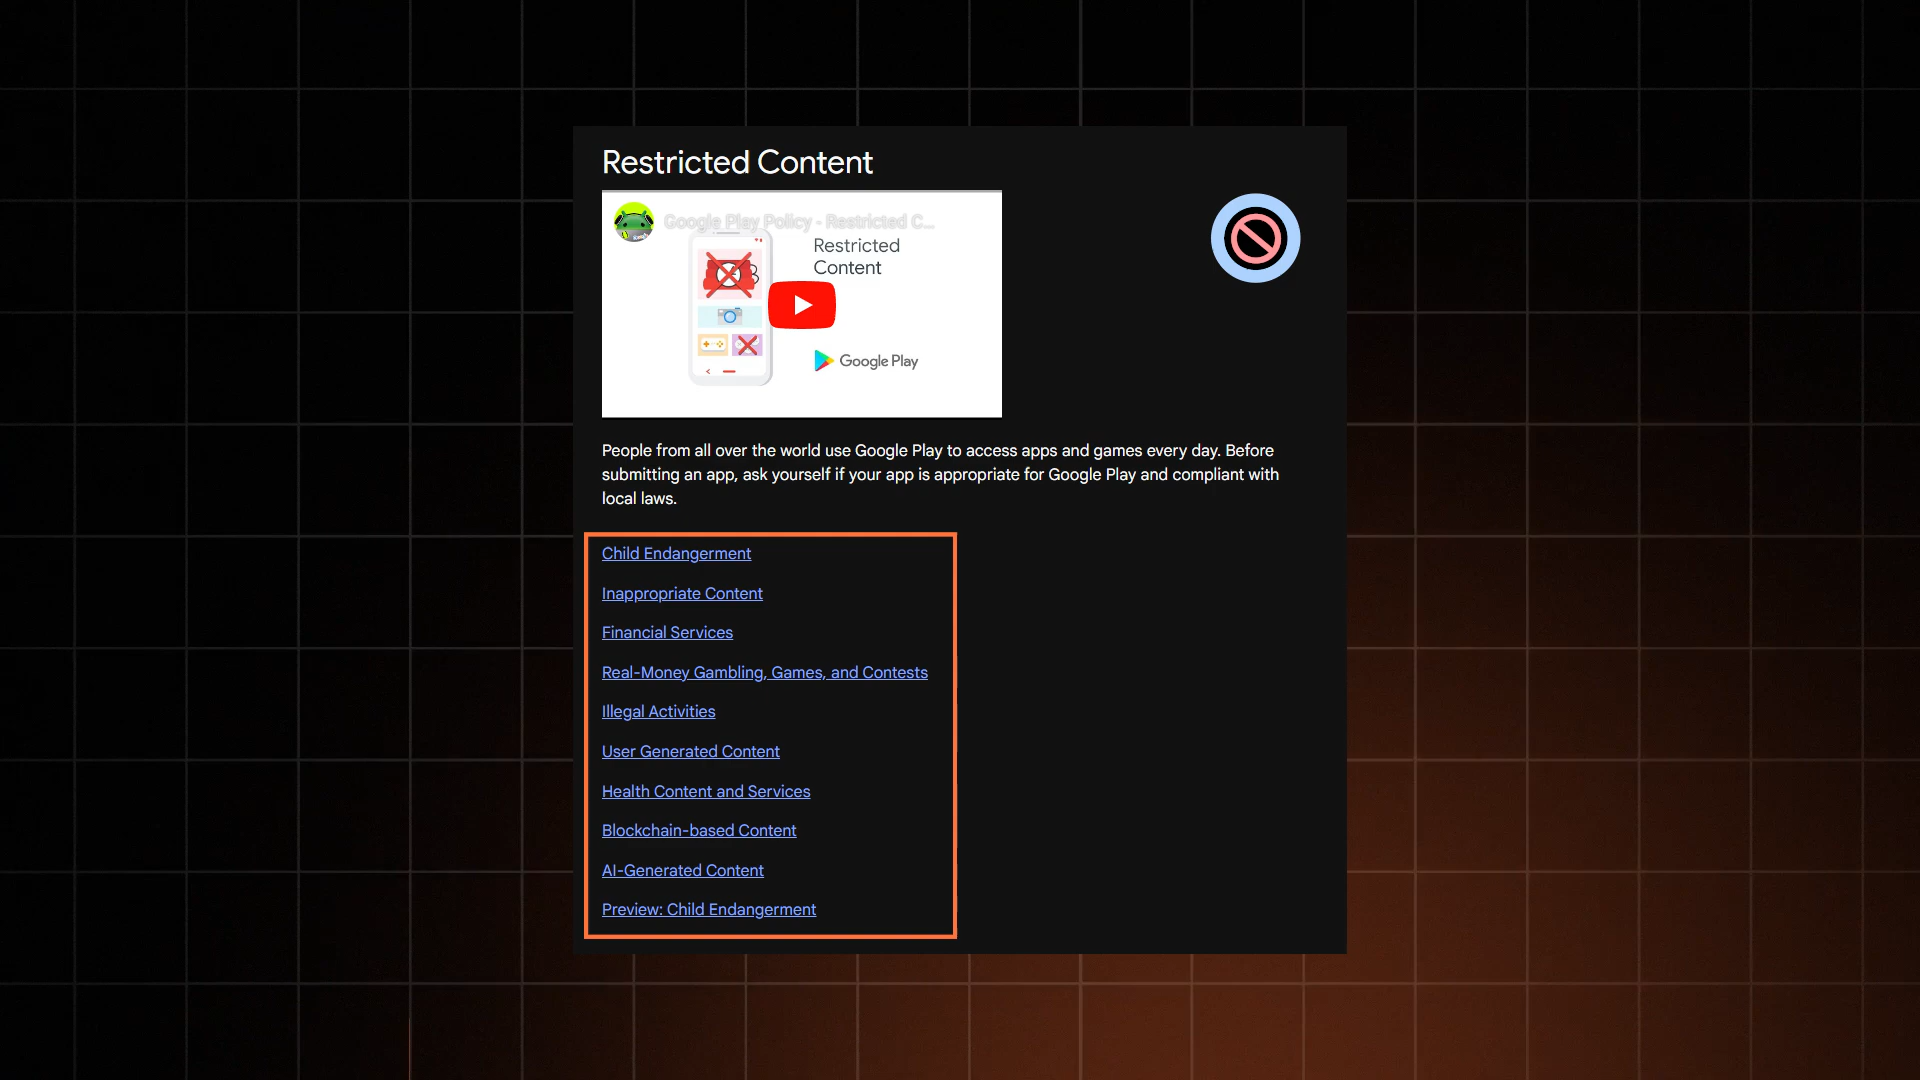 Restricted Content
Google Play Policy - Restricted C...
Restricted
Content
Google Play
People from all over the world use Google Play to access apps and games every day. Before
submitting an app, ask yourself if your app is appropriate for Google Play and compliant with
local laws.
Child Endangerment
Inappropriate Content
Financial Services
Real-Money Gambling, Games, and Contests
Illegal Activities
User Generated Content
Health Content and Services
Blockchain-based Content
AI-Generated Content
Preview: Child Endangerment